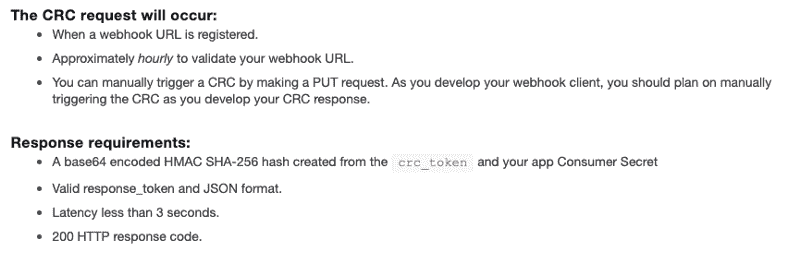 The CRC request will occur:
• When a webhook URL is registered.
• Approximately hourly to validate your webhook URL.
• You can manually trigger a CRC by making a PUT request. As you develop your webhook client, you should plan on manually
triggering the CRC as you develop your CRC response.
Response requirements:
• A base64 encoded HMAC SHA-256 hash created from the crc_token and your app Consumer Secret
• Valid response_token and JSON format.
• Latency less than 3 seconds.
• 200 HTTP response code.